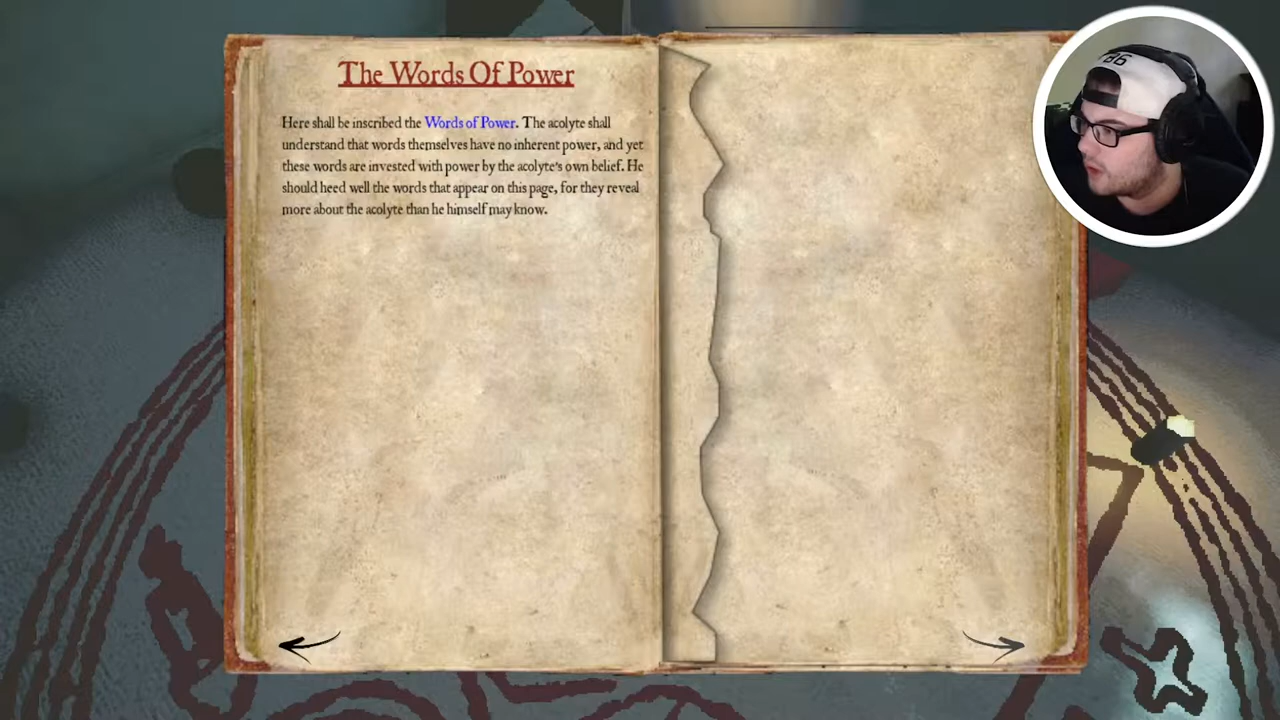 The Words Of Power
Here shall be inscribed the Words of Power. The acolyte shall
understand that words themselves have no inherent power, and yet
these words are invested with power by the acolyte's own belief. He
should heed well the words that appear on this page, for they reveal
more about the acolyte than he himself may know.